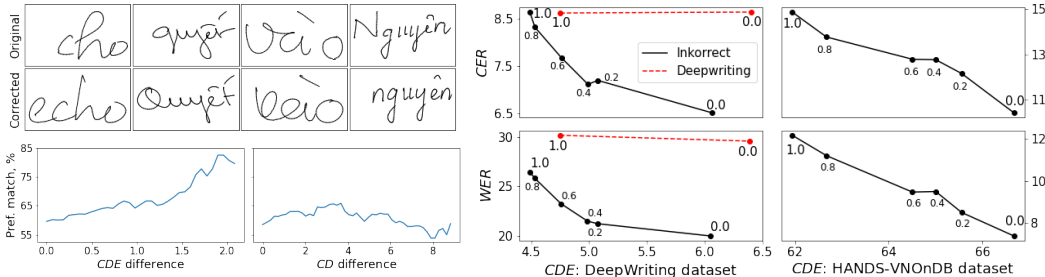 Original
cho
quyết
Vào
Nguyên
Corrected
echo
Quyết
Vào
nguyên
Pref. match, %
85
75
65
55
0.0 0.5 1.0 1.5 2.0
CDE difference
0 2 4 6 8
CD difference
CER
8.5
7.5
6.5
1.0
0.8
0.6
0.4
0.2
0.0
1.0
0.0
Inkorrect
Deepwriting
WER
30
25
20
1.0
0.8
0.6
0.4
0.2
0.0
1.0
0.0
4.5 5.0 5.5 6.0 6.5
CDE: DeepWriting dataset
15
13
11
1.0
0.8
0.6
0.4
0.2
0.0
12
10
8
1.0
0.8
0.6
0.4
0.2
0.0
62 64 66
CDE: HANDS-VNOnDB dataset